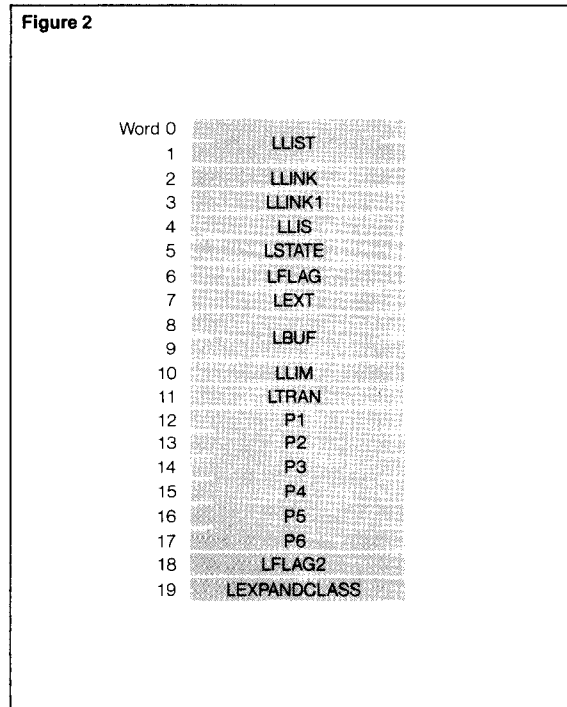 Figure 2
Word 0
LLIST
1
2 LLINK
3 LLINK1
4 LLIS
5 LSTATE
6 LFLAG
7 LEXT
8
LBUF
9
10 LLIM
11 LTRAN
12 P1
13 P2
14 P3
15 P4
16 P5
17 P6
18 LFLAG2
19 LEXPANDCLASS